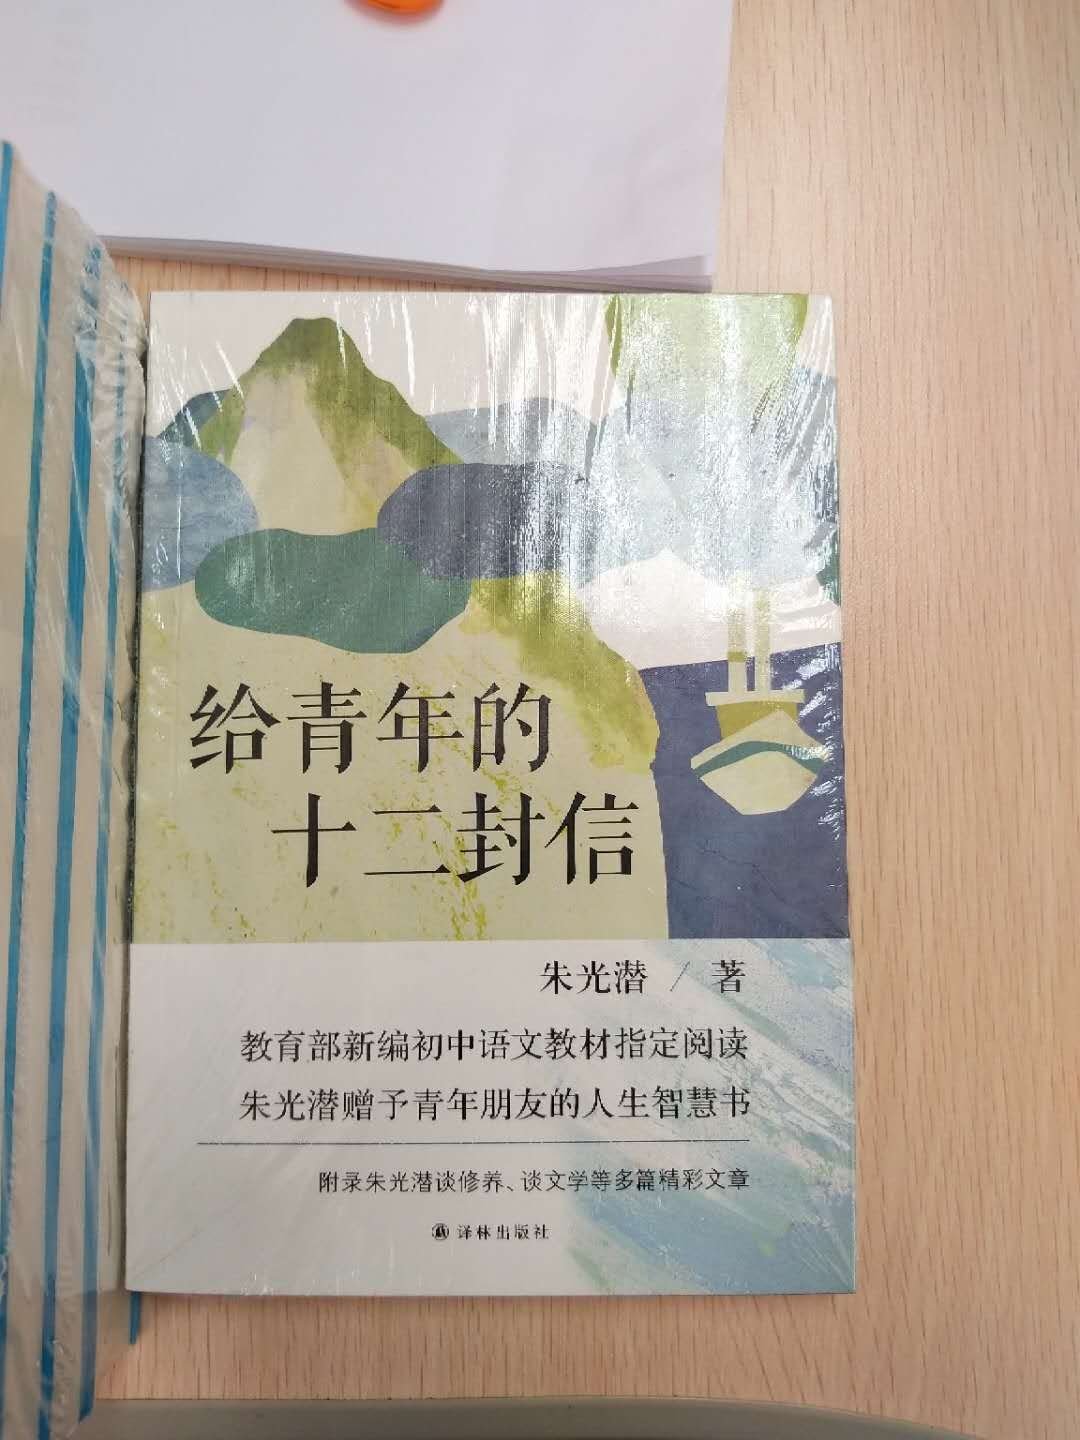 给青年的
十二封信
朱光潜 / 著
教育部新编初中语文教材指定阅读
朱光潜赠予青年朋友的人生智慧书
附录朱光潜谈修养、谈文学等多篇精彩文章
译林出版社